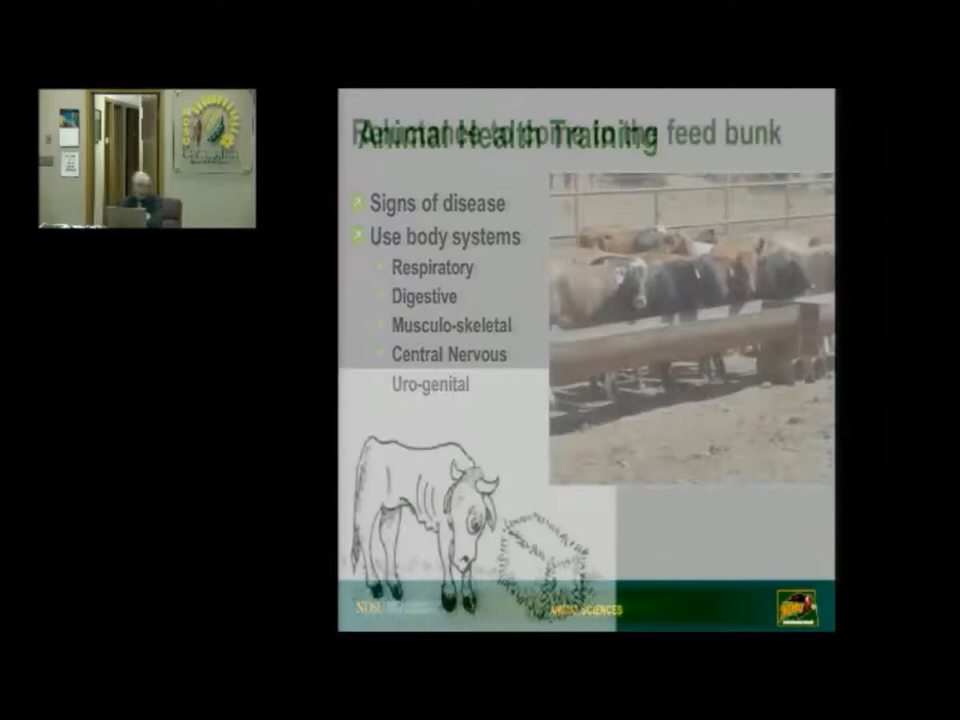 Animal Health Training
feed bunk
Signs of disease
Use body systems
Respiratory
Digestive
Musculo-skeletal
Central Nervous
Uro-genital
NDSU
SCIENCES